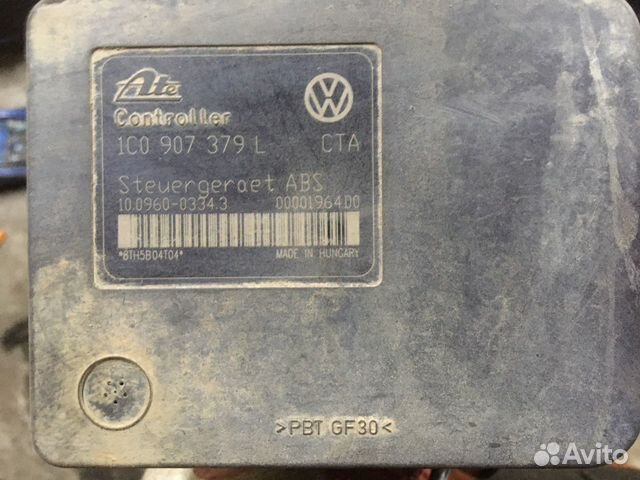 Ate
Controller
1C0 907 379 L CTA
Steuergeraet ABS
10.0960-0334.3 00001964D0
*8TH5B04T04* MADE IN HUNGARY
>PBT GF30<
Avito